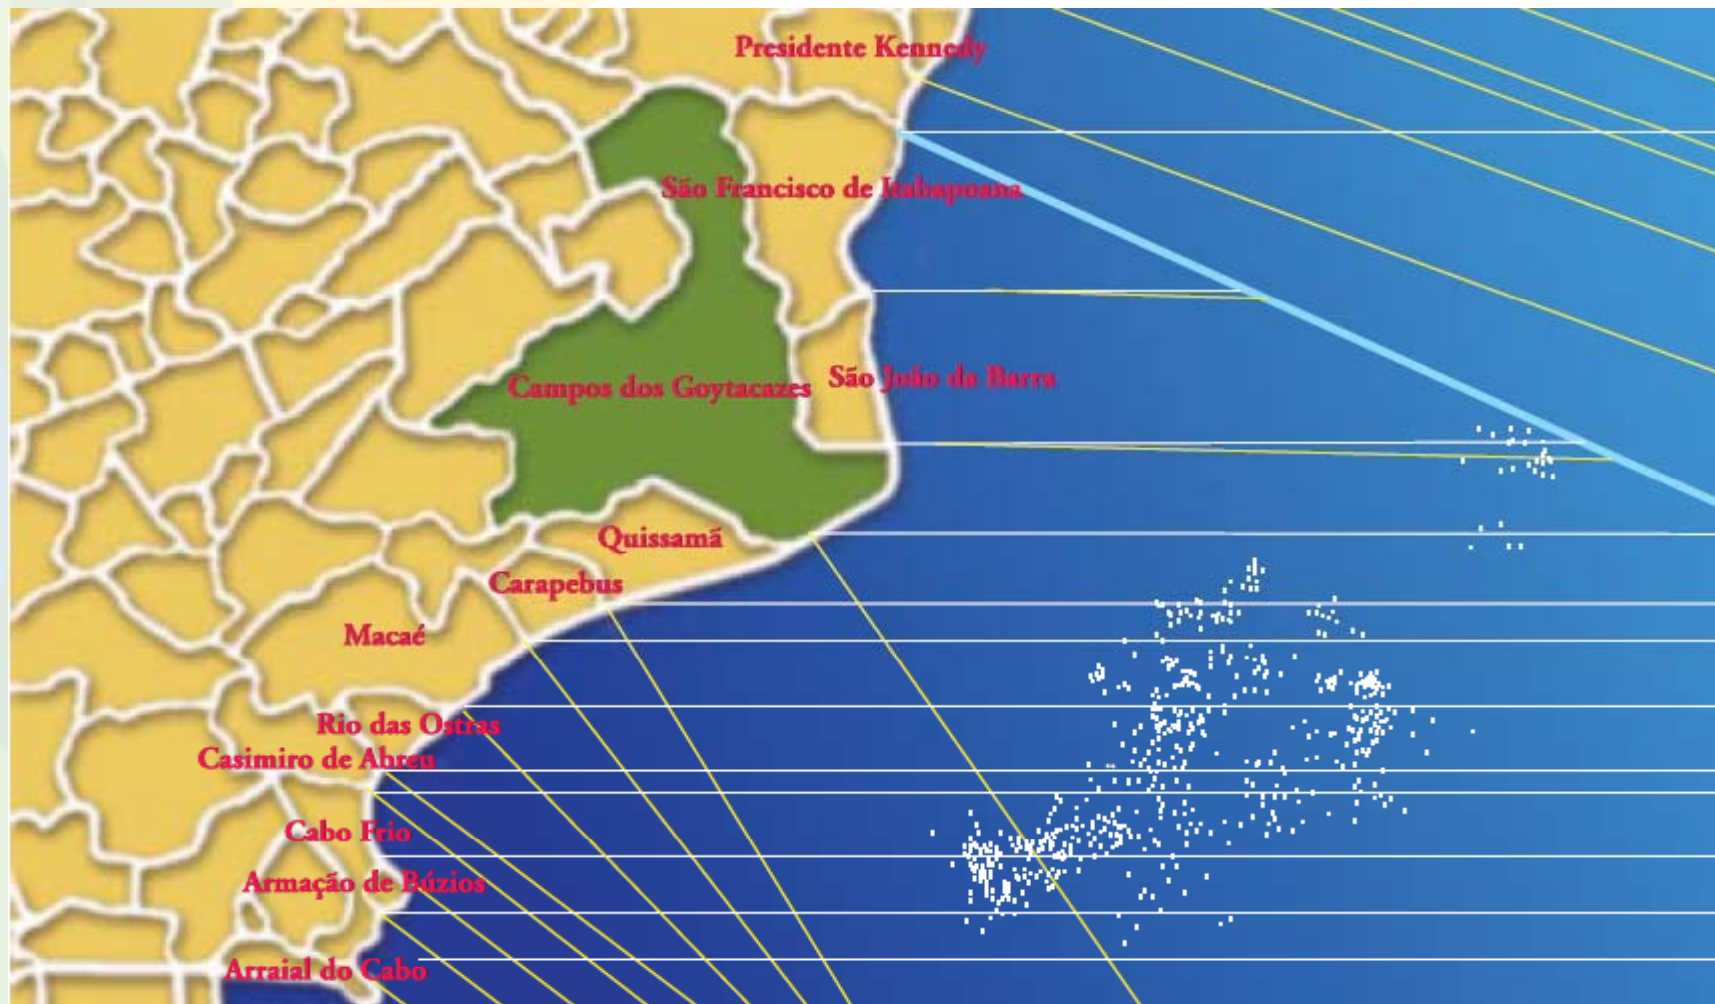 Presidente Kennedy
São Francisco de Itabapoana
São João da Barra
Campos dos Goytacazes
Quissamã
Carapebus
Macaé
Rio das Ostras
Casimiro de Abreu
Cabo Frio
Armação de Búzios
Arraial do Cabo